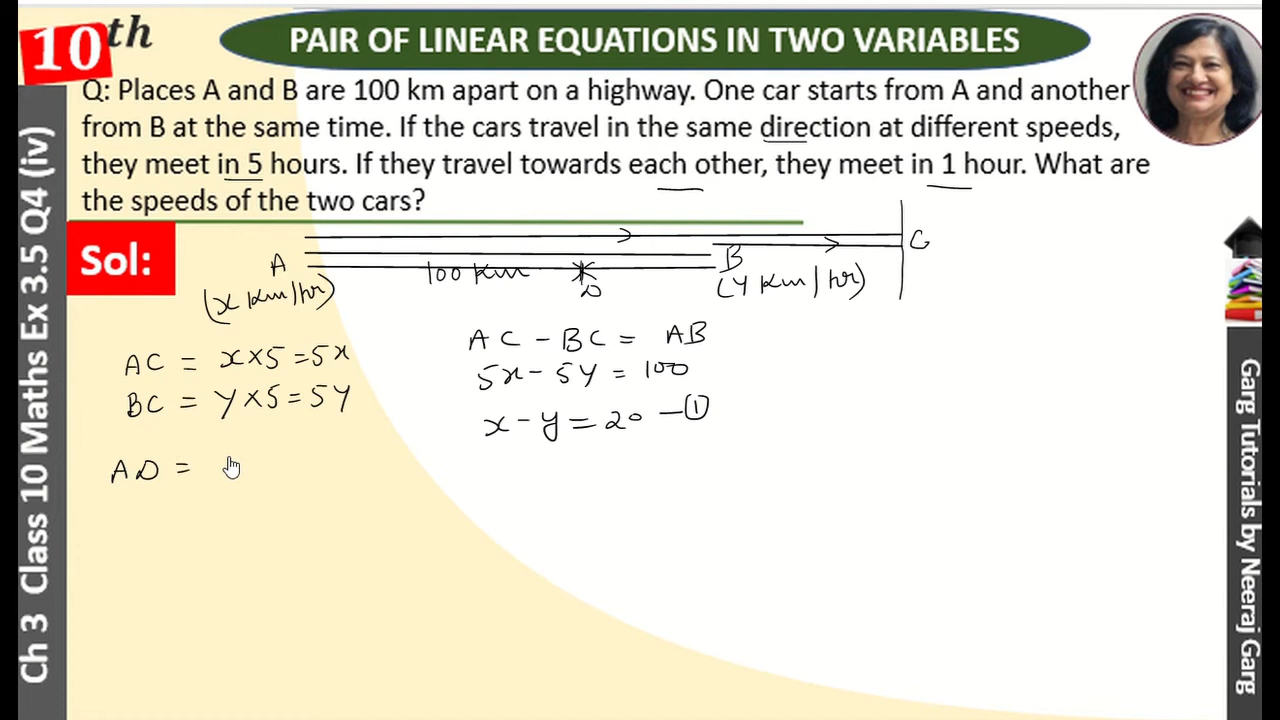 10th
PAIR OF LINEAR EQUATIONS IN TWO VARIABLES
Q: Places A and B are 100 km apart on a highway. One car starts from A and another
from B at the same time. If the cars travel in the same direction at different speeds,
they meet in 5 hours. If they travel towards each other, they meet in 1 hour. What are
the speeds of the two cars?
Sol:
A
100 Km
D
B
C
(x Km/hr)
(Y Km/hr)
AC = x×5 = 5x
BC = Y×5 = 5Y
AC - BC = AB
5x - 5Y = 100
x - y = 20 - ①
AD =
Ch 3 Class 10 Maths Ex 3.5 Q4 (iv)
Garg Tutorials by Neeraj Garg